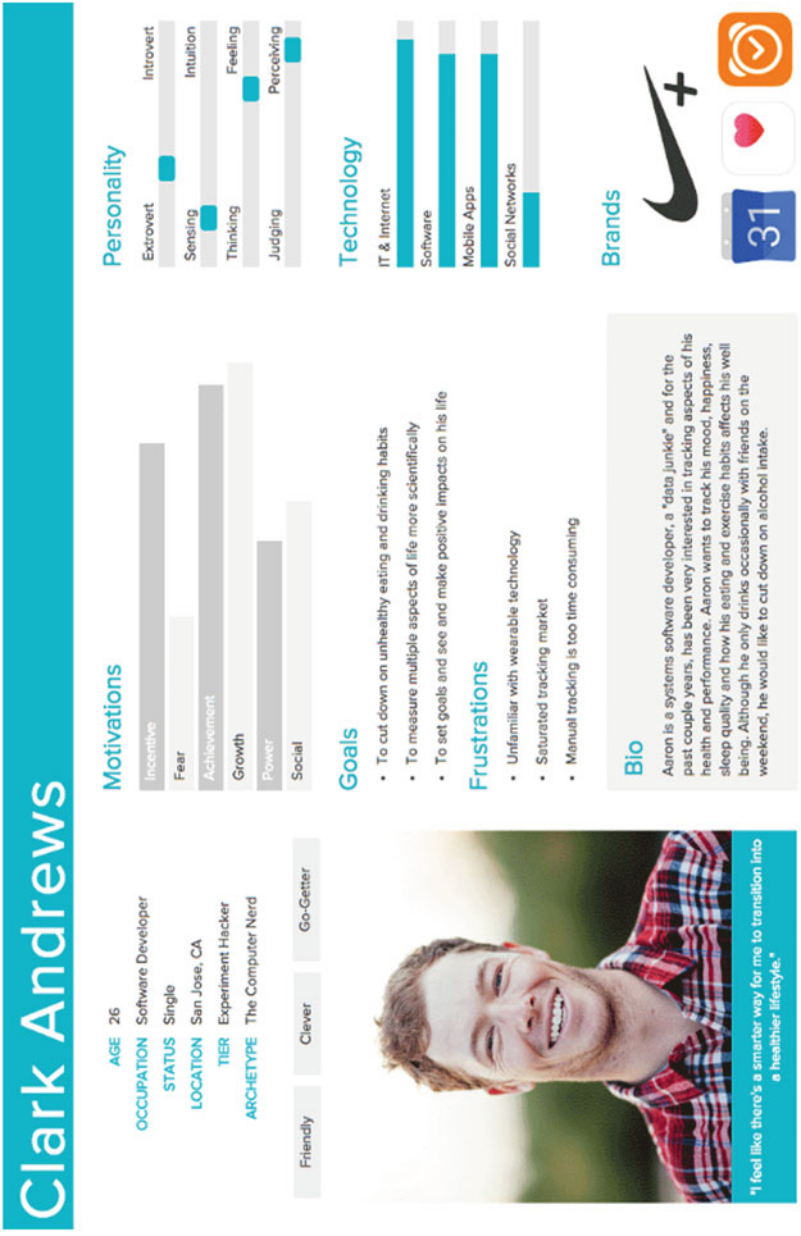 Clark Andrews
AGE 26
OCCUPATION Software Developer
STATUS Single
LOCATION San Jose, CA
TIER Experiment Hacker
ARCHETYPE The Computer Nerd
Friendly Clever Go-Getter
"I feel like there's a smarter way for me to transition into
a healthier lifestyle."
Motivations
Incentive
Fear
Achievement
Growth
Power
Social
Goals
• To cut down on unhealthy eating and drinking habits
• To measure multiple aspects of life more scientifically
• To set goals and see and make positive impacts on his life
Frustrations
• Unfamiliar with wearable technology
• Saturated tracking market
• Manual tracking is too time consuming
Bio
Aaron is a systems software developer, a "data junkie" and for the
past couple years, has been very interested in tracking aspects of his
health and performance. Aaron wants to track his mood, happiness,
sleep quality and how his eating and exercise habits affects his well
being. Although he only drinks occasionally with friends on the
weekend, he would like to cut down on alcohol intake.
Personality
Extrovert Introvert
Sensing Intuition
Thinking Feeling
Judging Perceiving
Technology
IT & Internet
Software
Mobile Apps
Social Networks
Brands
+
31